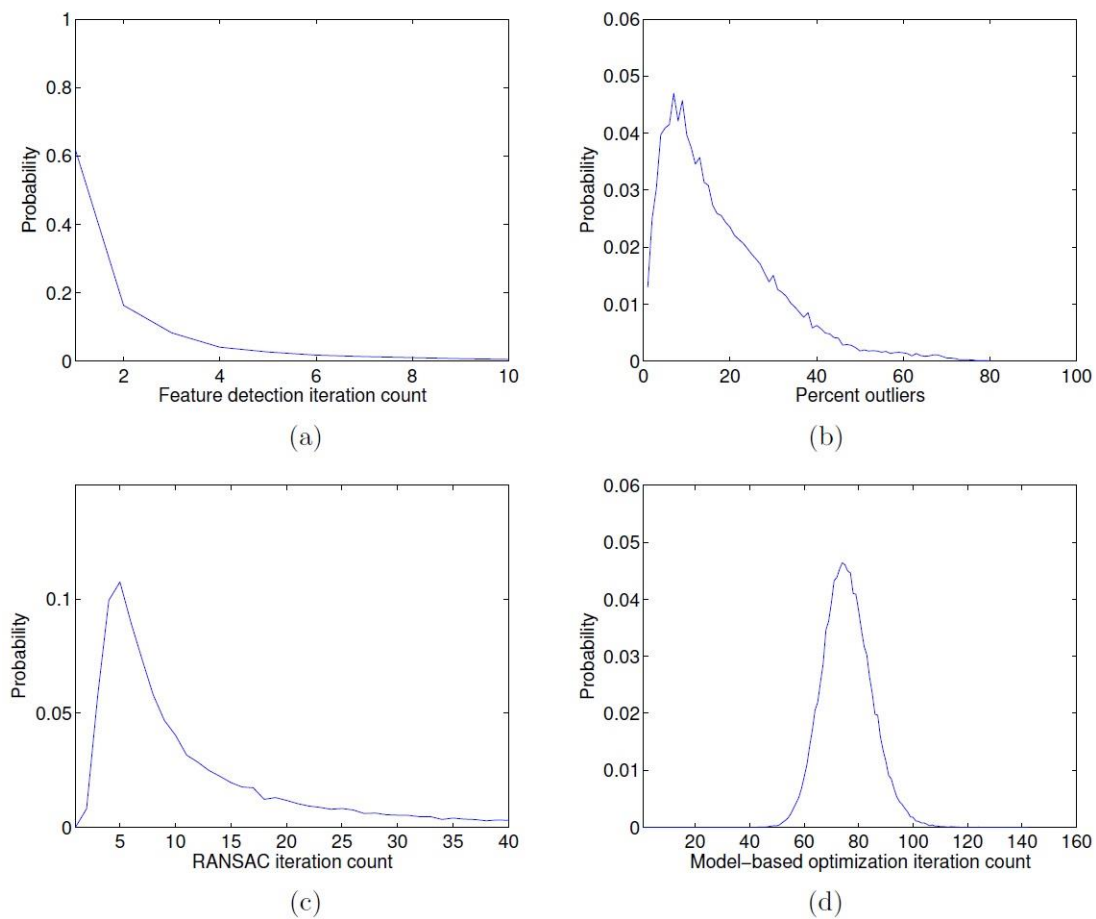 1
0.8
0.6
0.4
0.2
0
Probability
2 4 6 8 10
Feature detection iteration count
(a)
0.06
0.05
0.04
0.03
0.02
0.01
0
Probability
0 20 40 60 80 100
Percent outliers
(b)
0.1
0.05
0
Probability
5 10 15 20 25 30 35 40
RANSAC iteration count
(c)
0.06
0.05
0.04
0.03
0.02
0.01
0
Probability
20 40 60 80 100 120 140 160
Model-based optimization iteration count
(d)